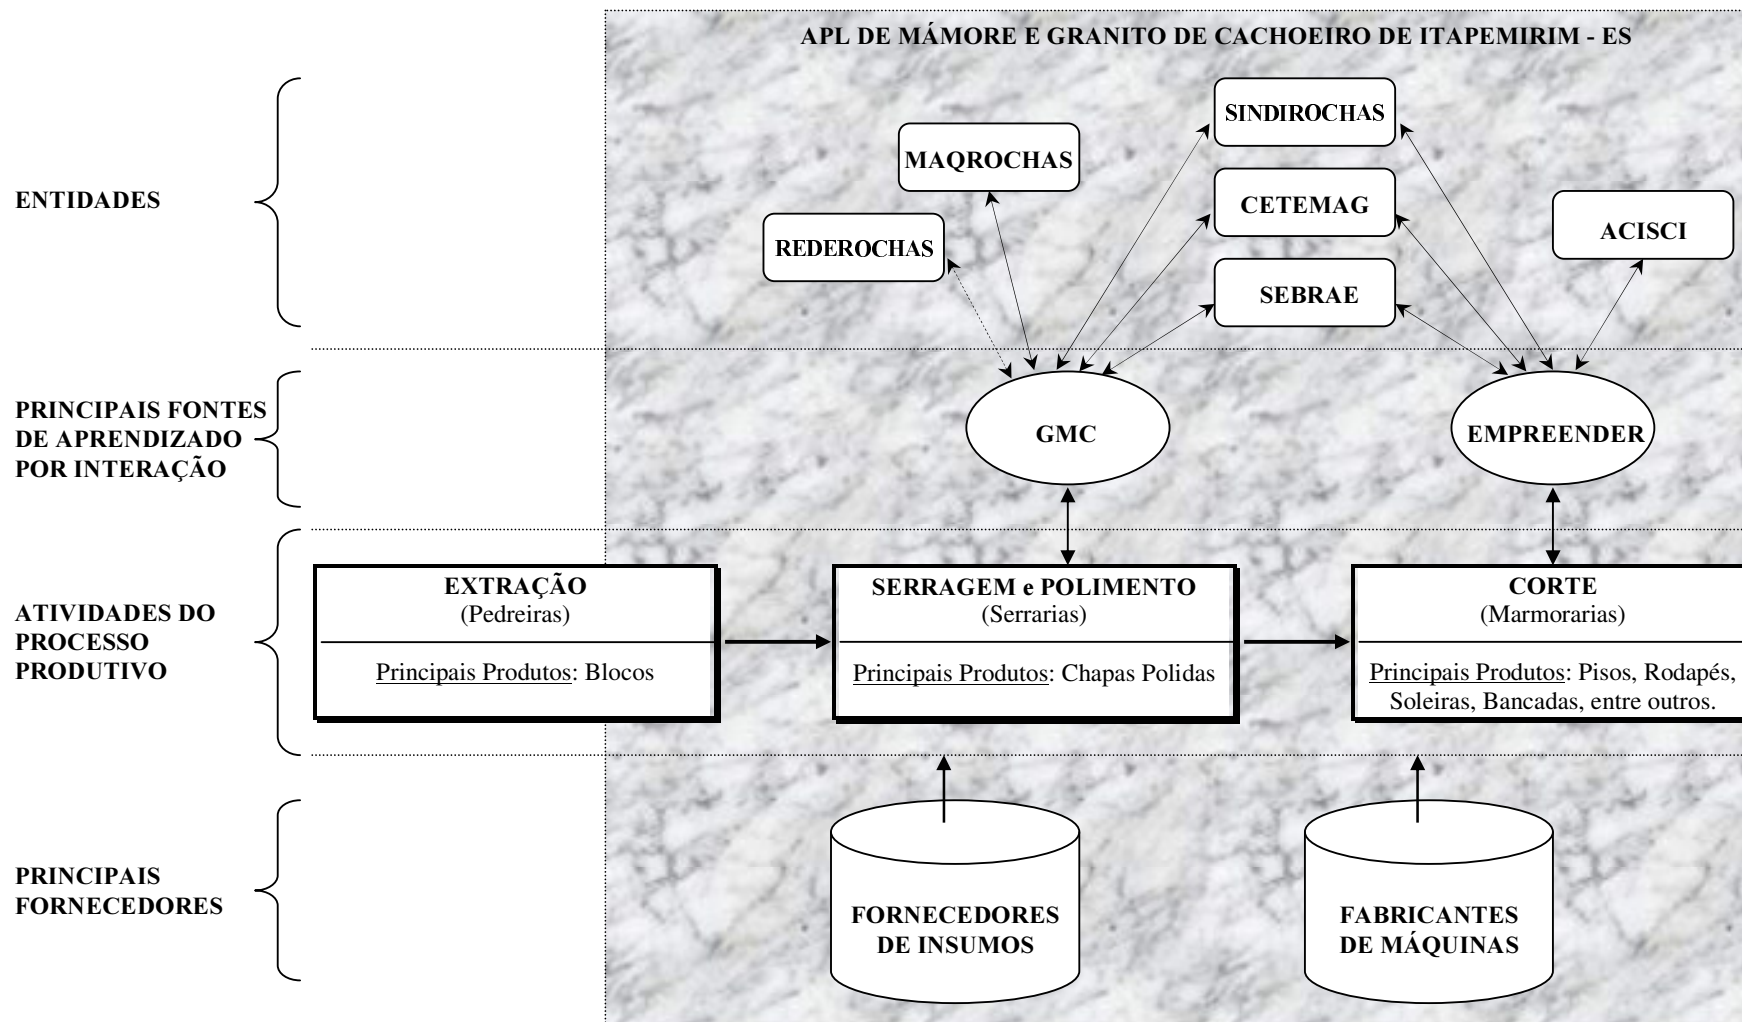 APL DE MÁMORE E GRANITO DE CACHOEIRO DE ITAPEMIRIM - ES
ENTIDADES
SINDIROCHAS
MAQROCHAS
CETEMAG
REDEROCHAS
ACISCI
SEBRAE
PRINCIPAIS FONTES
DE APRENDIZADO
POR INTERAÇÃO
GMC
EMPREENDER
ATIVIDADES DO
PROCESSO
PRODUTIVO
EXTRAÇÃO
(Pedreiras)
Principais Produtos: Blocos
SERRAGEM e POLIMENTO
(Serrarias)
Principais Produtos: Chapas Polidas
CORTE
(Marmorarias)
Principais Produtos: Pisos, Rodapés,
Soleiras, Bancadas, entre outros.
PRINCIPAIS
FORNECEDORES
FORNECEDORES
DE INSUMOS
FABRICANTES
DE MÁQUINAS